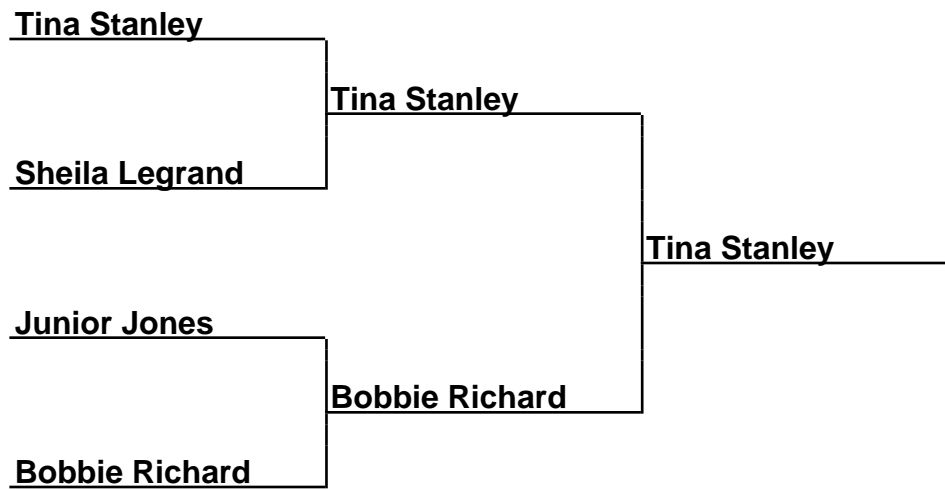 Tina Stanley
Tina Stanley
Sheila Legrand
Tina Stanley
Junior Jones
Bobbie Richard
Bobbie Richard